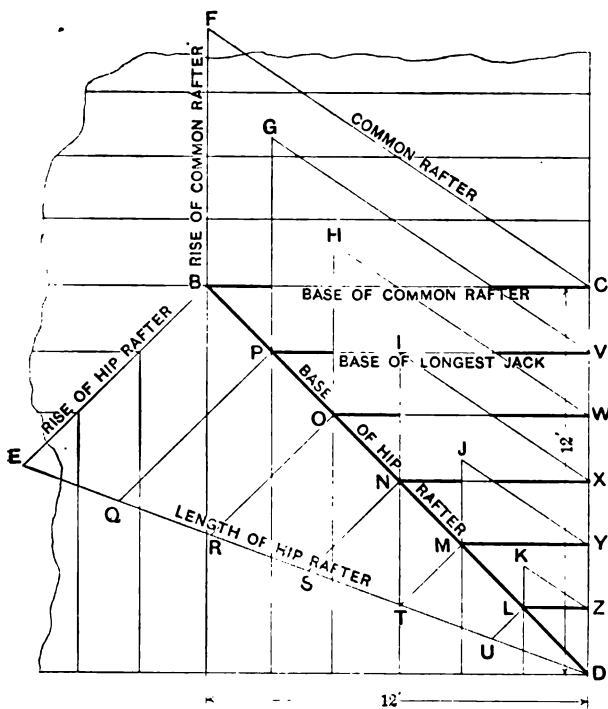 F
RISE OF COMMON RAFTER
G
COMMON RAFTER
H
B
C
BASE OF COMMON RAFTER
RISE OF HIP RAFTER
P
I
V
BASE OF LONGEST JACK
BASE OF HIP RAFTER
O
W
12'
E
J
N
X
Q
LENGTH OF HIP RAFTER
R
M
Y
K
S
T
L
Z
U
D
12'